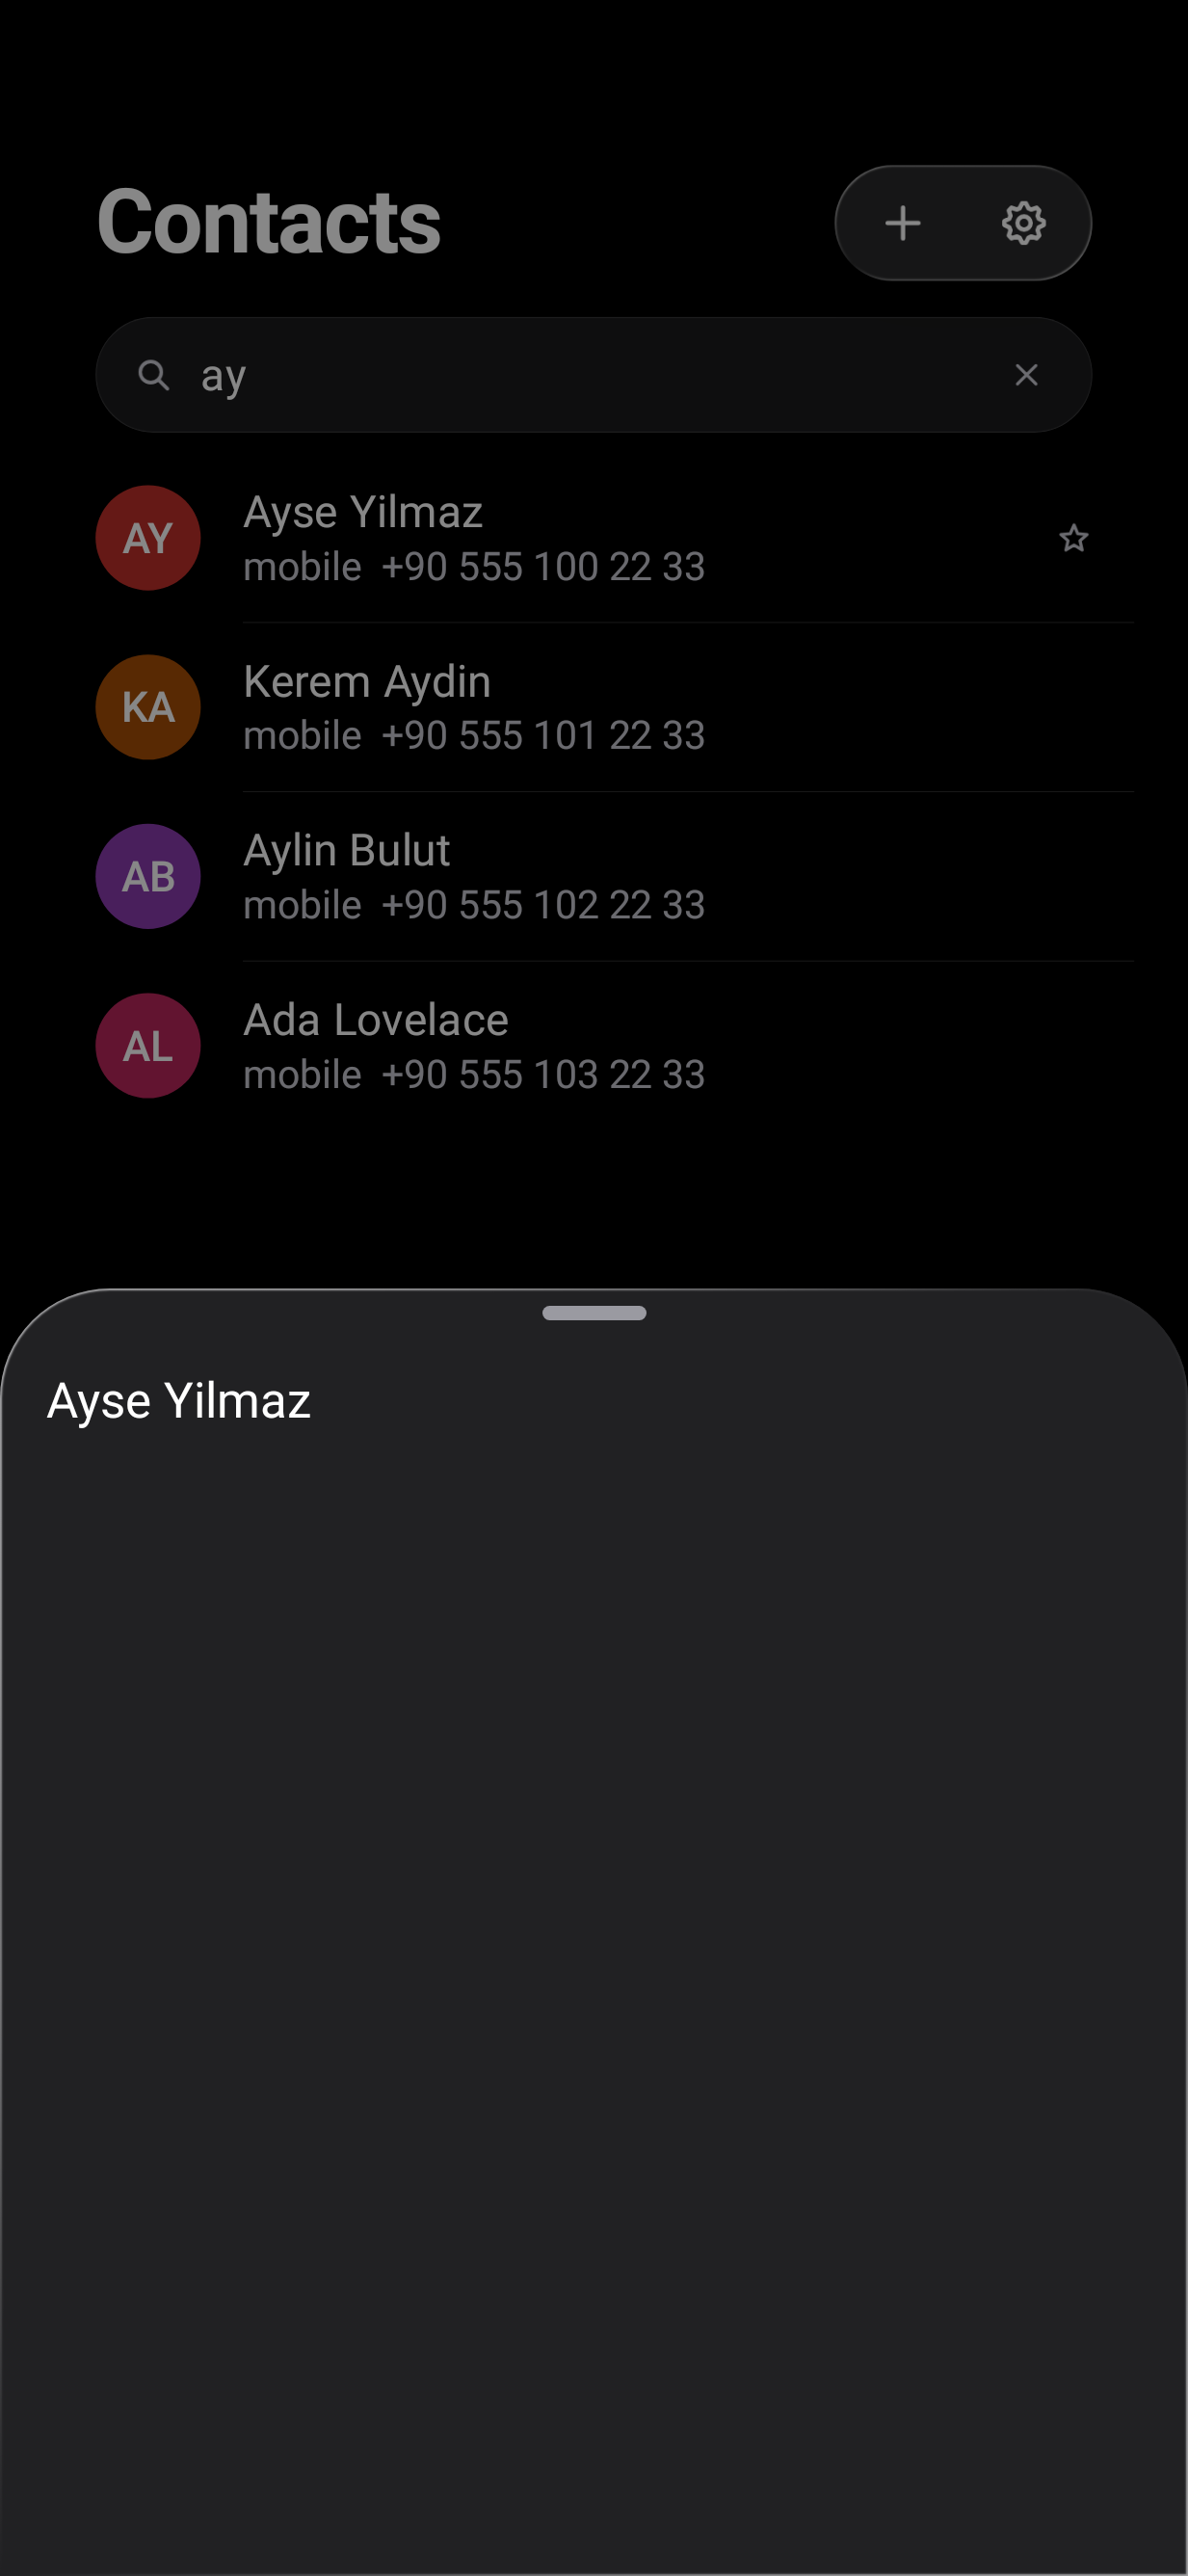 Contacts
ay
AY
Ayse Yilmaz
mobile +90 555 100 22 33
KA
Kerem Aydin
mobile +90 555 101 22 33
AB
Aylin Bulut
mobile +90 555 102 22 33
AL
Ada Lovelace
mobile +90 555 103 22 33
Ayse Yilmaz